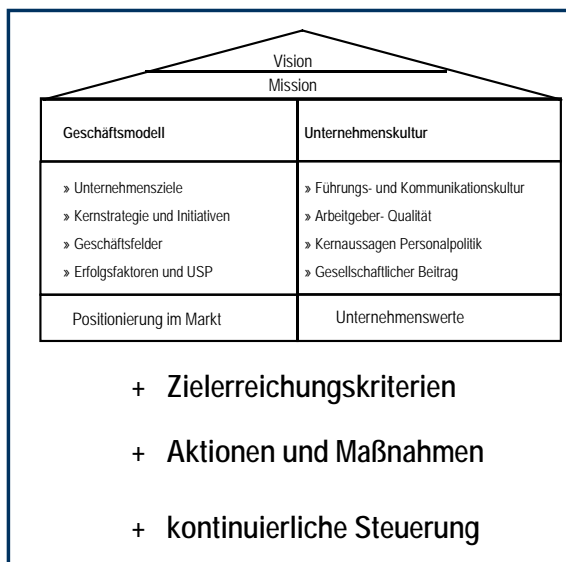 Vision
Mission
Geschäftsmodell
Unternehmenskultur
» Unternehmensziele
» Kernstrategie und Initiativen
» Geschäftsfelder
» Erfolgsfaktoren und USP
» Führungs- und Kommunikationskultur
» Arbeitgeber- Qualität
» Kernaussagen Personalpolitik
» Gesellschaftlicher Beitrag
Positionierung im Markt
Unternehmenswerte
+ Zielerreichungskriterien
+ Aktionen und Maßnahmen
+ kontinuierliche Steuerung